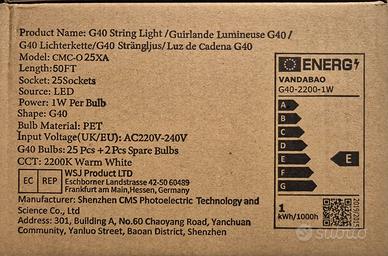 Product Name: G40 String Light /Guirlande Lumineuse G40 /
G40 Lichterkette/G40 Strängljus/Luz de Cadena G40
Model: CMC-O 25XA
Length:50FT
Socket: 25Sockets
Source: LED
Power: 1W Per Bulb
Shape: G40
Bulb Material: PET
Input Voltage(UK/EU): AC220V-240V
G40 Bulbs: 25 Pcs +2Pcs Spare Bulbs
CCT: 2200K Warm White
EC REP
WSJ Product LTD
Eschborner Landstrasse 42-50 60489
Frankfurt am Main,Hessen, Germany
Manufacturer: Shenzhen CMS Photoelectric Technology and
Science Co., Ltd
Address: 301, Building A, No.60 Chaoyang Road, Yanchuan
Community, Yanluo Street, Baoan District, Shenzhen
ENERG
VANDABAO
G40-2200-1W
A
B
C
D
E
F
G
E
1
kWh/1000h
2019/2015
subito